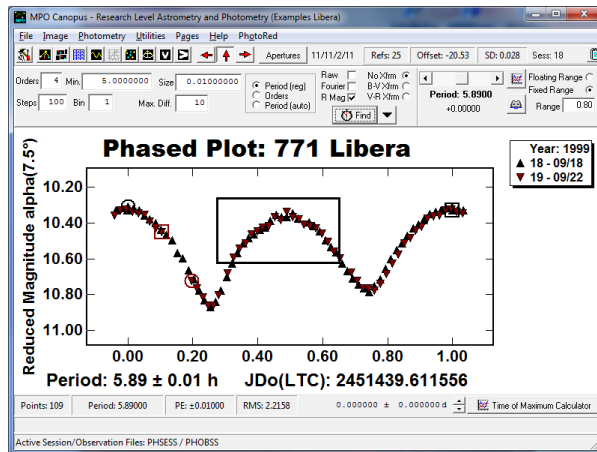 MPO Canopus - Research Level Astrometry and Photometry (Examples Libera)
File Image Photometry Utilities Pages Help PhotoRed
Apertures 11/11/2/11 Refs: 25 Offset: -20.53 SD: 0.028 Sess: 18
Orders 4 Min. 5.0000000 Size 0.01000000
Steps 100 Bin 1 Max. Diff. 10
Period (reg)
Orders
Period (auto)
Raw No Xfrm
Fourier B-V Xfrm
R Mag V-R Xfrm
Find
Period: 5.8900
+0.00000
Floating Range
Fixed Range
Range 0.80
Phased Plot: 771 Libera
Year: 1999
18 - 09/18
19 - 09/22
Reduced Magnitude alpha(7.5°)
10.20
10.40
10.60
10.80
11.00
0.00 0.20 0.40 0.60 0.80 1.00
Period: 5.89 ± 0.01 h JDo(LTC): 2451439.611556
Points: 109 Period: 5.89000 PE: ±0.01000 RMS: 2.2158 0.000000 ± 0.000000 d Time of Maximum Calculator
Active Session/Observation Files: PHSESS / PHOBSS